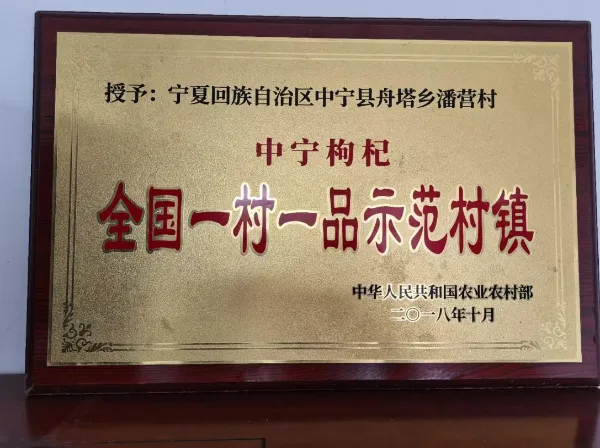 授予：宁夏回族自治区中宁县舟塔乡潘营村
中宁枸杞
全国一村一品示范村镇
中华人民共和国农业农村部
二〇一八年十月